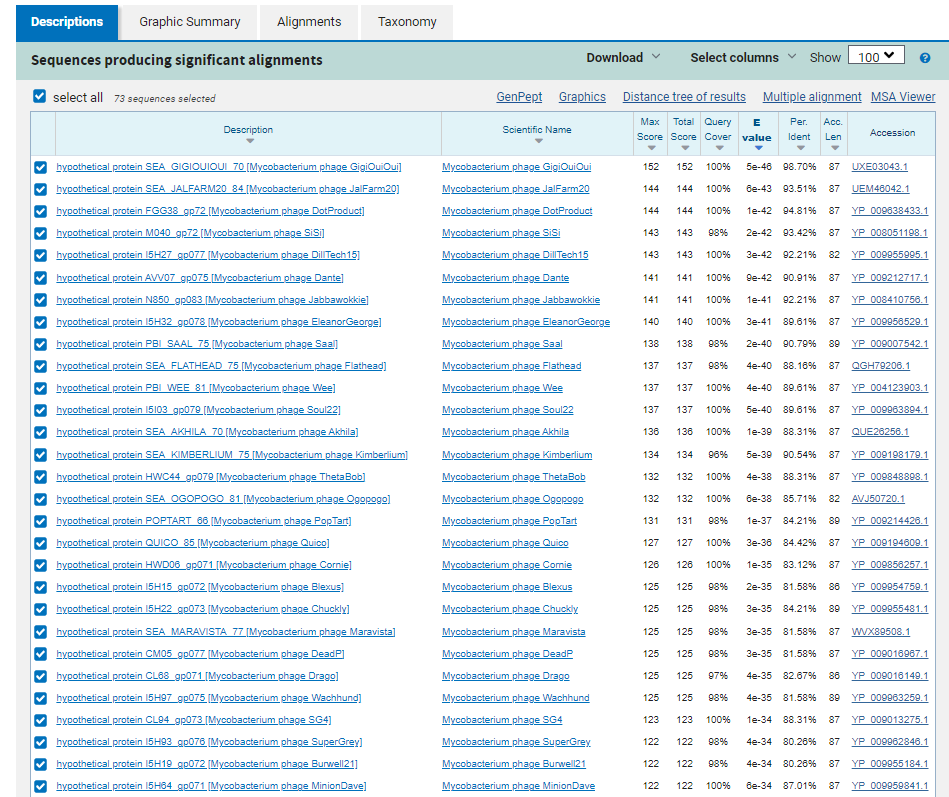 Descriptions Graphic Summary Alignments Taxonomy
Sequences producing significant alignments Download Select columns Show 100
select all 73 sequences selected GenPept Graphics Distance tree of results Multiple alignment MSA Viewer
Description Scientific Name Max Score Total Score Query Cover E value Per. Ident Acc. Len Accession
hypothetical protein SEA_GIGIOUIOUI_70 [Mycobacterium phage GigiOuiOui] Mycobacterium phage GigiOuiOui 152 152 100% 5e-46 98.70% 87 UXE03043.1
hypothetical protein SEA_JALFARM20_84 [Mycobacterium phage JalFarm20] Mycobacterium phage JalFarm20 144 144 100% 6e-43 93.51% 87 UEM46042.1
hypothetical protein FGG38_gp72 [Mycobacterium phage DotProduct] Mycobacterium phage DotProduct 144 144 100% 1e-42 94.81% 87 YP_009638433.1
hypothetical protein M040_gp72 [Mycobacterium phage SiSi] Mycobacterium phage SiSi 143 143 98% 2e-42 93.42% 87 YP_008051198.1
hypothetical protein I5H27_gp077 [Mycobacterium phage DillTech15] Mycobacterium phage DillTech15 143 143 100% 3e-42 92.21% 82 YP_009955995.1
hypothetical protein AVV07_gp075 [Mycobacterium phage Dante] Mycobacterium phage Dante 141 141 100% 9e-42 90.91% 87 YP_009212717.1
hypothetical protein N850_gp083 [Mycobacterium phage Jabbawokkie] Mycobacterium phage Jabbawokkie 141 141 100% 1e-41 92.21% 87 YP_008410756.1
hypothetical protein I5H32_gp078 [Mycobacterium phage EleanorGeorge] Mycobacterium phage EleanorGeorge 140 140 100% 3e-41 89.61% 87 YP_009956529.1
hypothetical protein PBI_SAAL_75 [Mycobacterium phage Saal] Mycobacterium phage Saal 138 138 98% 2e-40 90.79% 89 YP_009007542.1
hypothetical protein SEA_FLATHEAD_75 [Mycobacterium phage Flathead] Mycobacterium phage Flathead 137 137 98% 4e-40 88.16% 87 QGH79206.1
hypothetical protein PBI_WEE_81 [Mycobacterium phage Wee] Mycobacterium phage Wee 137 137 100% 4e-40 89.61% 87 YP_004123903.1
hypothetical protein I5I03_gp079 [Mycobacterium phage Soul22] Mycobacterium phage Soul22 137 137 100% 5e-40 89.61% 87 YP_009963894.1
hypothetical protein SEA_AKHILA_70 [Mycobacterium phage Akhila] Mycobacterium phage Akhila 136 136 100% 1e-39 88.31% 87 QUE26256.1
hypothetical protein SEA_KIMBERLIUM_75 [Mycobacterium phage Kimberlium] Mycobacterium phage Kimberlium 134 134 96% 5e-39 90.54% 87 YP_009198179.1
hypothetical protein HWC44_gp079 [Mycobacterium phage ThetaBob] Mycobacterium phage ThetaBob 132 132 100% 4e-38 88.31% 87 YP_009848898.1
hypothetical protein SEA_OGOPOGO_81 [Mycobacterium phage Ogopogo] Mycobacterium phage Ogopogo 132 132 100% 6e-38 85.71% 82 AVJ50720.1
hypothetical protein POPTART_66 [Mycobacterium phage PopTart] Mycobacterium phage PopTart 131 131 98% 1e-37 84.21% 89 YP_009214426.1
hypothetical protein QUICO_85 [Mycobacterium phage Quico] Mycobacterium phage Quico 127 127 100% 3e-36 84.42% 87 YP_009194609.1
hypothetical protein HWD06_gp071 [Mycobacterium phage Cornie] Mycobacterium phage Cornie 126 126 100% 1e-35 83.12% 87 YP_009856257.1
hypothetical protein I5H15_gp072 [Mycobacterium phage Blexus] Mycobacterium phage Blexus 125 125 98% 2e-35 81.58% 86 YP_009954759.1
hypothetical protein I5H22_gp073 [Mycobacterium phage Chuckly] Mycobacterium phage Chuckly 125 125 98% 3e-35 84.21% 89 YP_009955481.1
hypothetical protein SEA_MARAVISTA_77 [Mycobacterium phage Maravista] Mycobacterium phage Maravista 125 125 98% 3e-35 81.58% 87 WVX89508.1
hypothetical protein CM05_gp077 [Mycobacterium phage DeadP] Mycobacterium phage DeadP 125 125 98% 3e-35 81.58% 87 YP_009016967.1
hypothetical protein CL68_gp071 [Mycobacterium phage Drago] Mycobacterium phage Drago 125 125 97% 4e-35 82.67% 86 YP_009016149.1
hypothetical protein I5H97_gp075 [Mycobacterium phage Wachhund] Mycobacterium phage Wachhund 125 125 98% 4e-35 81.58% 89 YP_009963259.1
hypothetical protein CL94_gp073 [Mycobacterium phage SG4] Mycobacterium phage SG4 123 123 100% 1e-34 88.31% 87 YP_009013275.1
hypothetical protein I5H93_gp076 [Mycobacterium phage SuperGrey] Mycobacterium phage SuperGrey 122 122 98% 4e-34 80.26% 87 YP_009962846.1
hypothetical protein I5H19_gp072 [Mycobacterium phage Burwell21] Mycobacterium phage Burwell21 122 122 98% 4e-34 80.26% 87 YP_009955184.1
hypothetical protein I5H64_gp071 [Mycobacterium phage MinionDave] Mycobacterium phage MinionDave 122 122 100% 6e-34 87.01% 87 YP_009959841.1